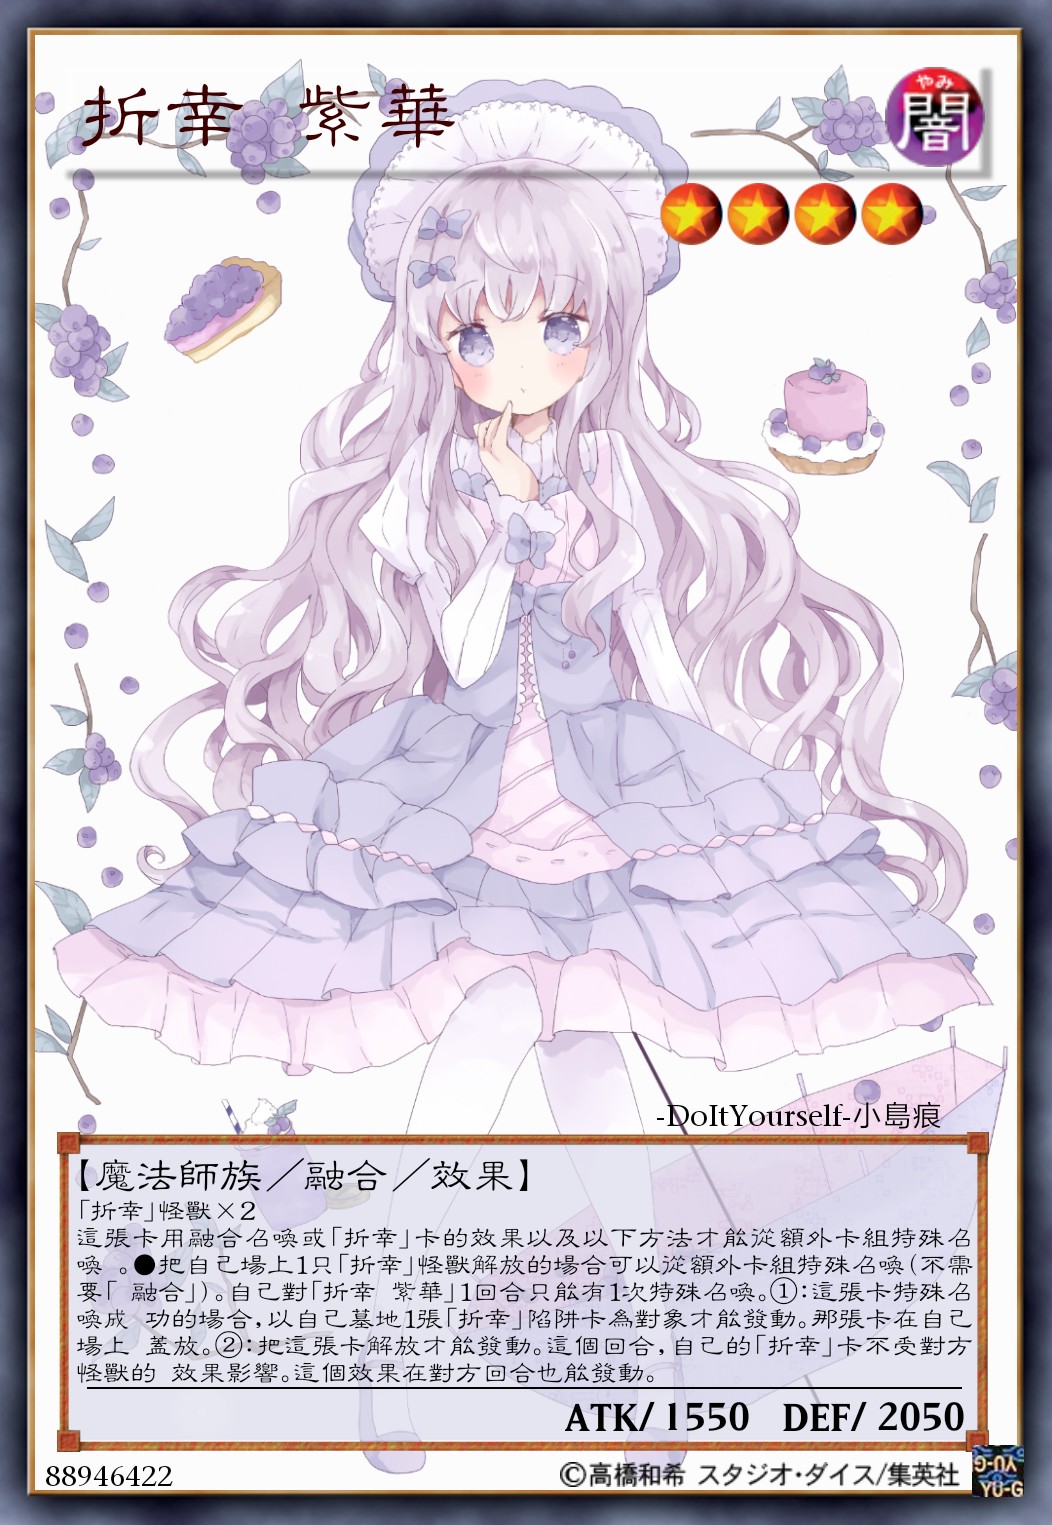 折幸 紫華
やみ
闇
-DoItYourself-小島痕
【魔法師族／融合／效果】
「折幸」怪獸×2
這張卡用融合召喚或「折幸」卡的效果以及以下方法才能從額外卡組特殊召
喚 。●把自己場上1只「折幸」怪獸解放的場合可以從額外卡組特殊召喚(不需
要「 融合」)。自己對「折幸 紫華」1回合只能有1次特殊召喚。①:這張卡特殊召
喚成 功的場合,以自己墓地1張「折幸」陷阱卡為對象才能發動。那張卡在自己
場上 蓋放。②:把這張卡解放才能發動。這個回合,自己的「折幸」卡不受對方
怪獸的 效果影響。這個效果在對方回合也能發動。
ATK/ 1550 DEF/ 2050
88946422
©高橋和希 スタジオ・ダイス/集英社
YU-G